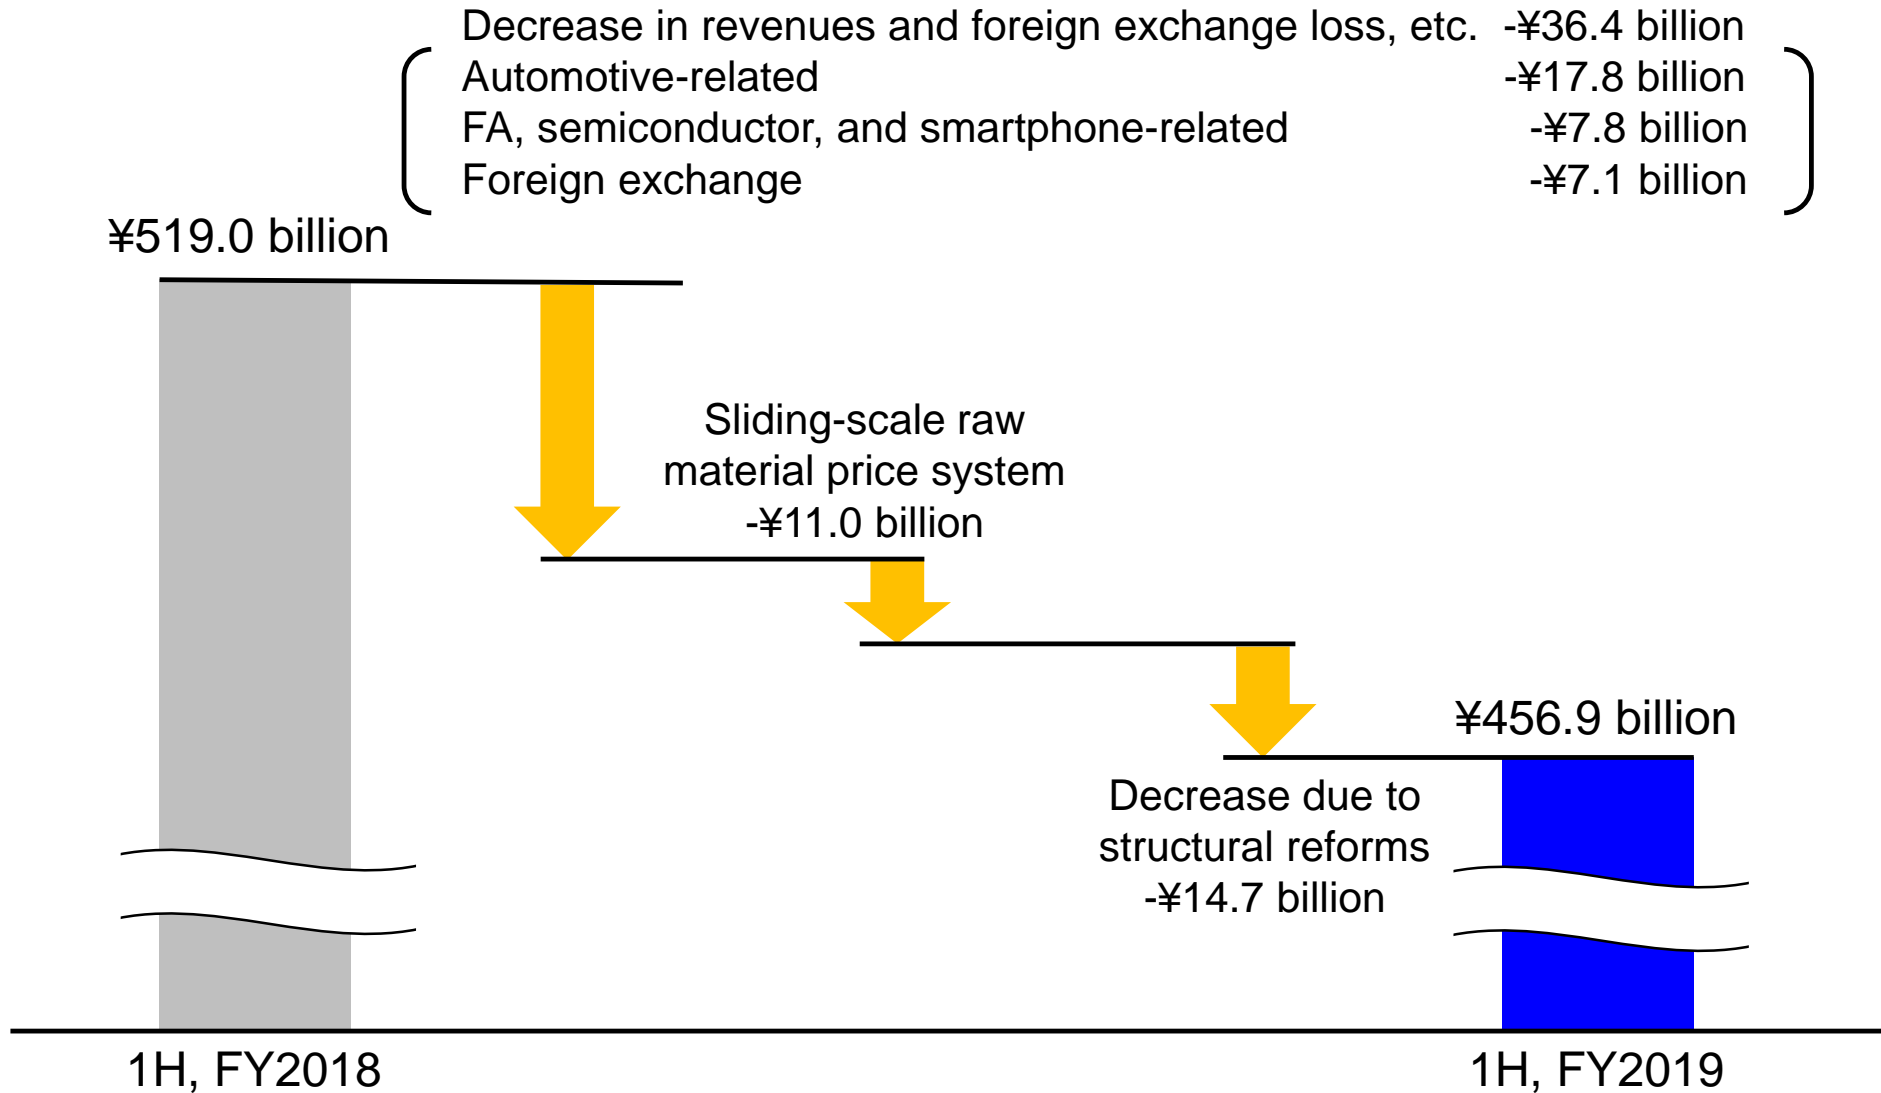 Decrease in revenues and foreign exchange loss, etc. -¥36.4 billion
Automotive-related -¥17.8 billion
FA, semiconductor, and smartphone-related -¥7.8 billion
Foreign exchange -¥7.1 billion
¥519.0 billion
Sliding-scale raw
material price system
-¥11.0 billion
¥456.9 billion
Decrease due to
structural reforms
-¥14.7 billion
1H, FY2018
1H, FY2019